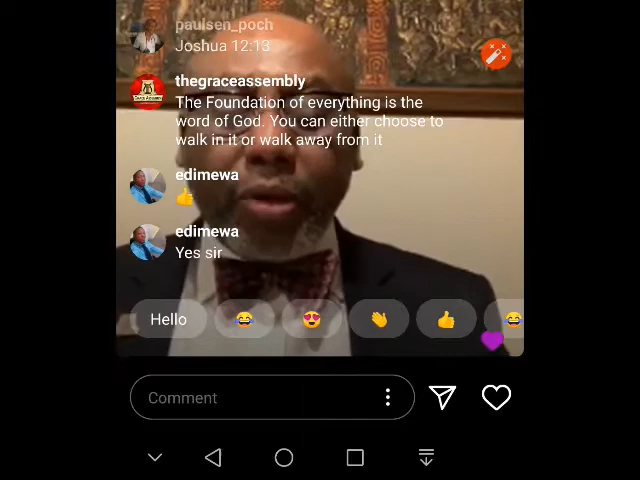 paulsen_poch
Joshua 12:13
thegraceassembly
The Foundation of everything is the
word of God. You can either choose to
walk in it or walk away from it
edimewa
👍
edimewa
Yes sir
Hello 😂 😍 👏 👍 😂
Comment